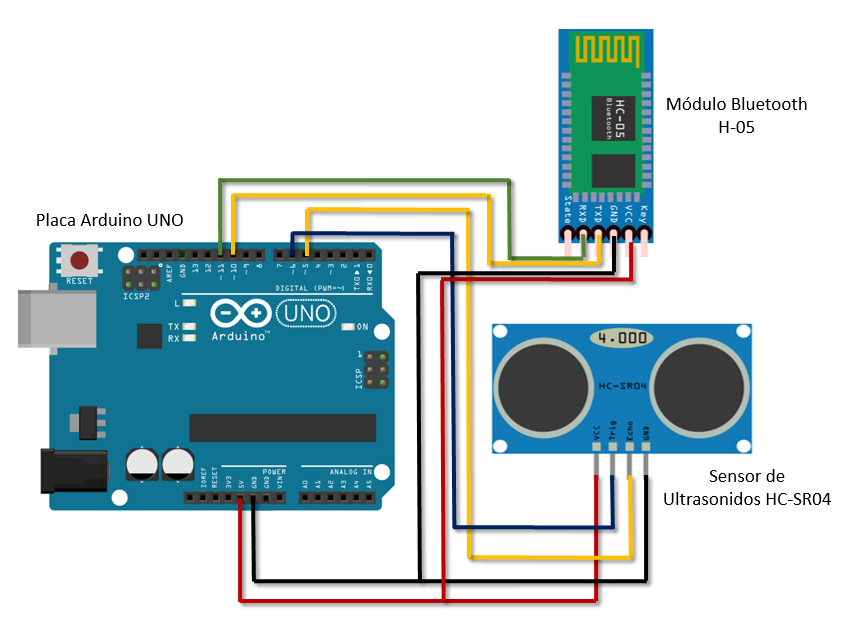 Módulo Bluetooth
H-05
HC-05
Bluetooth
State
RXD
TXD
GND
VCC
Key
Placa Arduino UNO
RESET
ICSP2
AREF
GND
13
12
~11
~10
~9
8
7
~6
~5
4
~3
2
TX0▶1
RX0◀0
DIGITAL (PWM=~)
L
TX
RX
UNO
Arduino™
ON
1
ICSP
POWER
ANALOG IN
IOREF
RESET
3V3
5V
GND
GND
VIN
A0
A1
A2
A3
A4
A5
4.000
HC-SR04
VCC
Trig
Echo
GND
Sensor de
Ultrasonidos HC-SR04